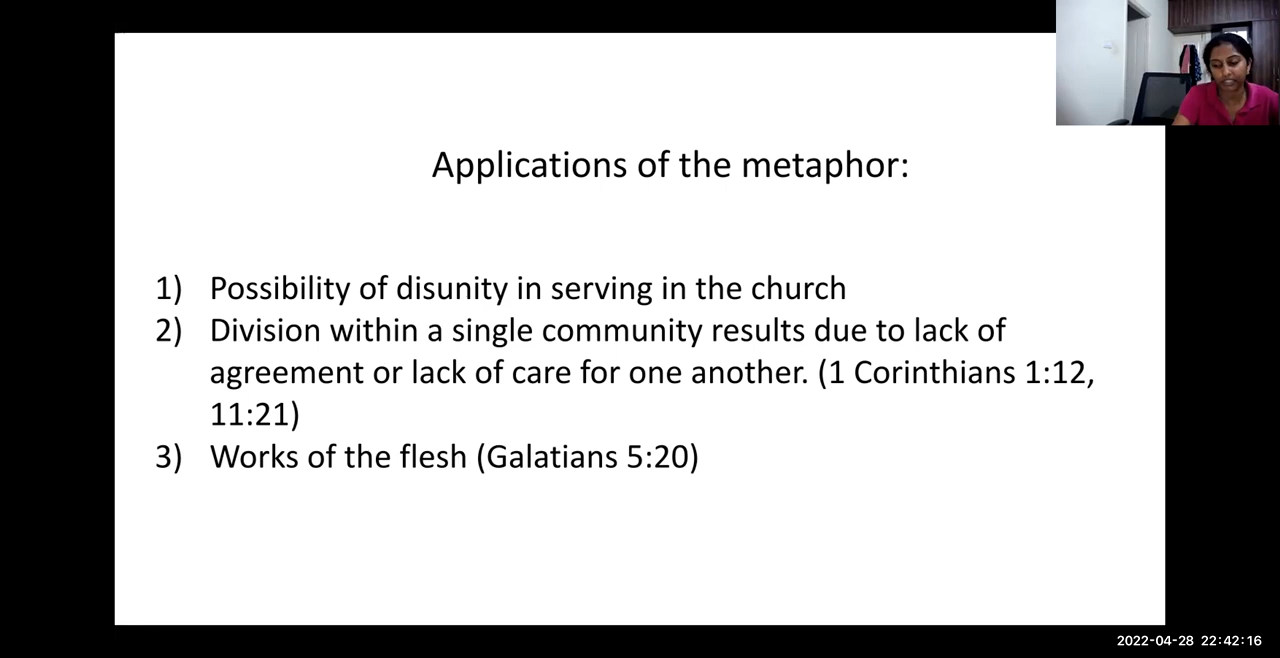 Applications of the metaphor:
1) Possibility of disunity in serving in the church
2) Division within a single community results due to lack of
agreement or lack of care for one another. (1 Corinthians 1:12,
11:21)
3) Works of the flesh (Galatians 5:20)
2022-04-28 22:42:16